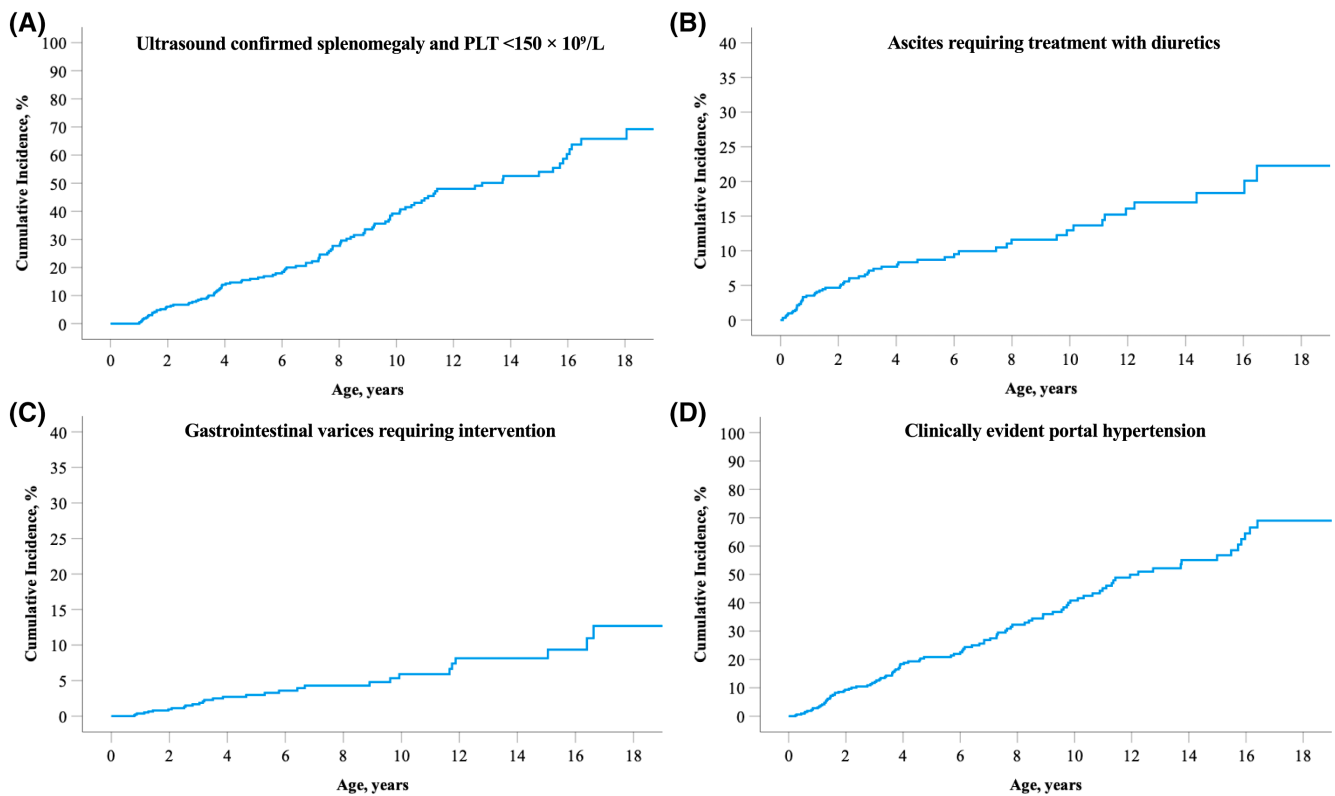 (A)
Ultrasound confirmed splenomegaly and PLT <150 × 10⁹/L
Cumulative Incidence, %
100
90
80
70
60
50
40
30
20
10
0
0 2 4 6 8 10 12 14 16 18
Age, years
(B)
Ascites requiring treatment with diuretics
Cumulative Incidence, %
40
35
30
25
20
15
10
5
0
0 2 4 6 8 10 12 14 16 18
Age, years
(C)
Gastrointestinal varices requiring intervention
Cumulative Incidence, %
40
35
30
25
20
15
10
5
0
0 2 4 6 8 10 12 14 16 18
Age, years
(D)
Clinically evident portal hypertension
Cumulative Incidence, %
100
90
80
70
60
50
40
30
20
10
0
0 2 4 6 8 10 12 14 16 18
Age, years